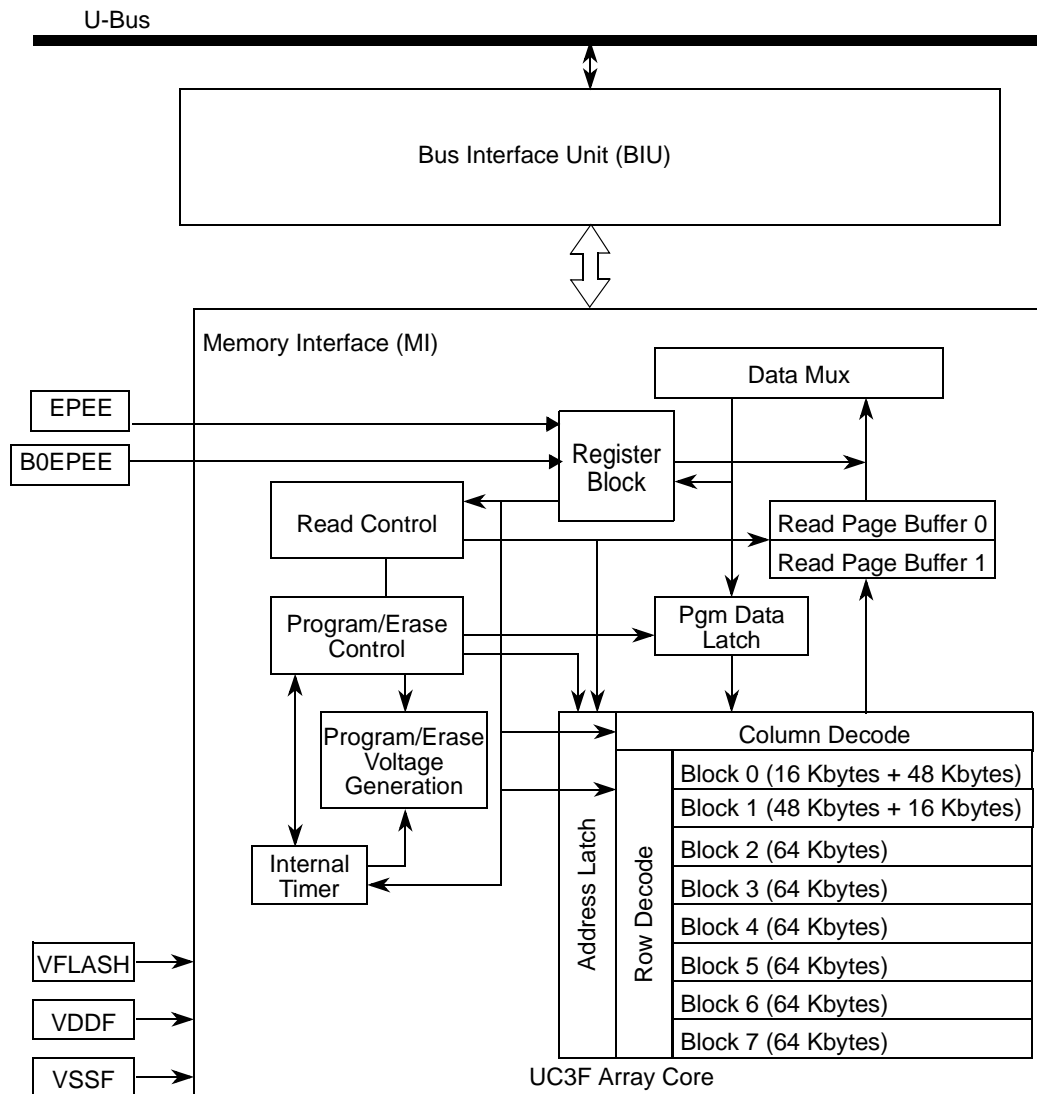 U-Bus
Bus Interface Unit (BIU)
Memory Interface (MI)
Data Mux
EPEE
B0EPEE
Register
Block
Read Control
Read Page Buffer 0
Read Page Buffer 1
Program/Erase
Control
Pgm Data
Latch
Program/Erase
Voltage
Generation
Internal
Timer
Address Latch
Row Decode
Column Decode
Block 0 (16 Kbytes + 48 Kbytes)
Block 1 (48 Kbytes + 16 Kbytes)
Block 2 (64 Kbytes)
Block 3 (64 Kbytes)
Block 4 (64 Kbytes)
Block 5 (64 Kbytes)
Block 6 (64 Kbytes)
Block 7 (64 Kbytes)
VFLASH
VDDF
VSSF
UC3F Array Core